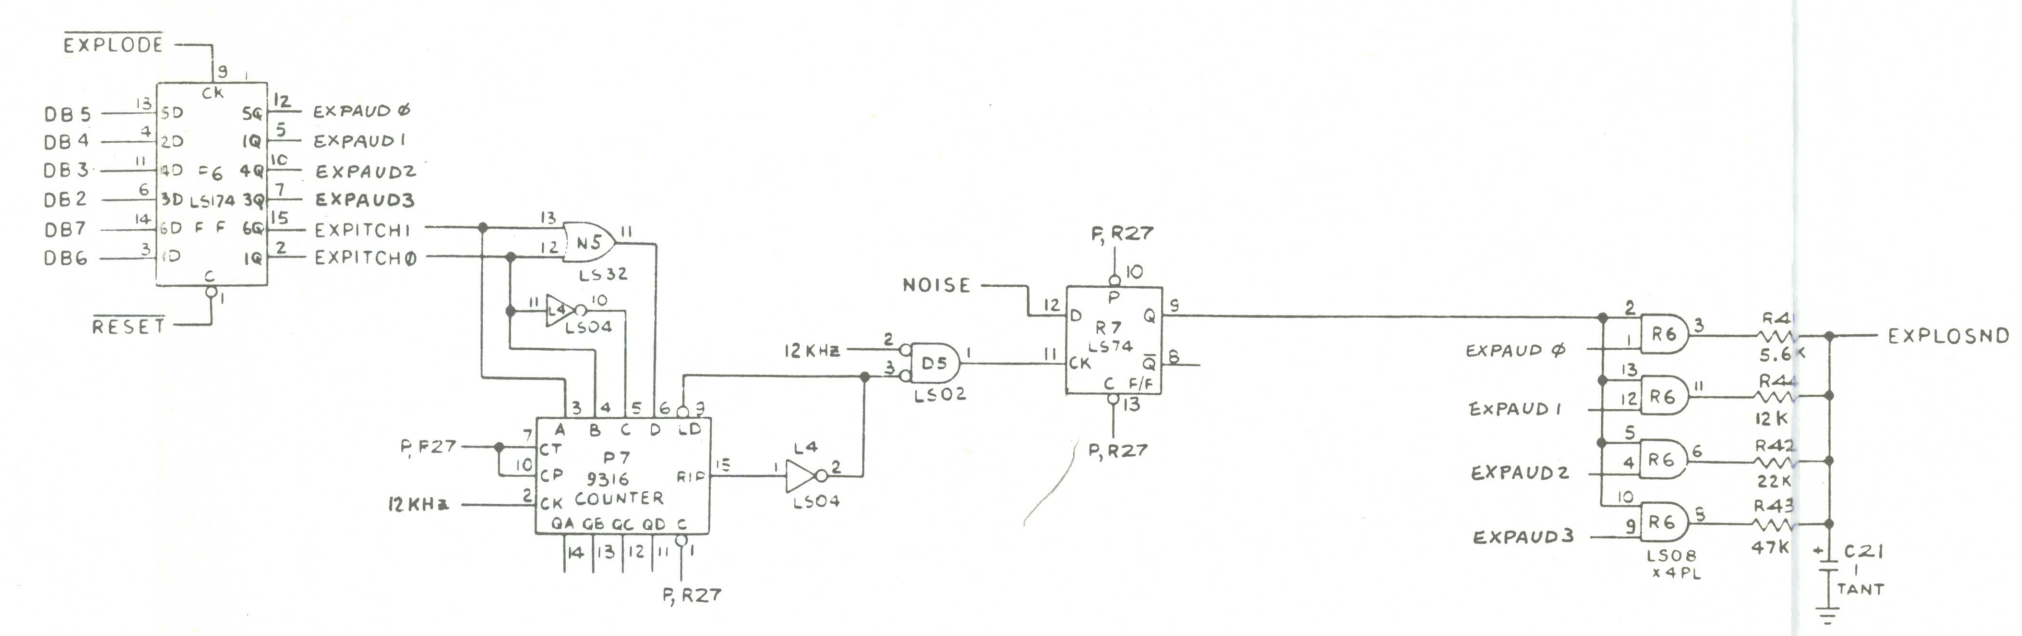 EXPLODE
9 1
CK
DB5 13 5D 5Q 12 EXPAUD Ø
DB4 4 2D 1Q 5 EXPAUD1
DB3 11 4D F6 4Q 10 EXPAUD2
DB2 6 3D LS174 3Q 7 EXPAUD3
DB7 14 6D F F 6Q 15 EXPITCH1
DB6 3 1D 1Q 2 EXPITCHØ
C
1
RESET
13
12 N5 11
LS32
11 L4 10
LS04
3 4 5 6 9
A B C D LD
P,R27 7 CT
P7
10 CP
9316
RIP 15
COUNTER
12KHz 2 CK
QA QB QC QD C
14 13 12 11 1
P,R27
L4
1 2
LS04
12KHz 2
3 D5 1
LS02
P,R27
10
P
NOISE 12 D
R7
LS74
Q 9
11 CK
Q 8
C F/F
13
P,R27
2
EXPAUD Ø 1 R6 3
R41
5.6K
EXPLOSND
13
EXPAUD1 12 R6 11
R44
12K
5
EXPAUD2 4 R6 6
R42
22K
10
EXPAUD3 9 R6 8
R43
47K
LS08
x4PL
+ C21
1
TANT